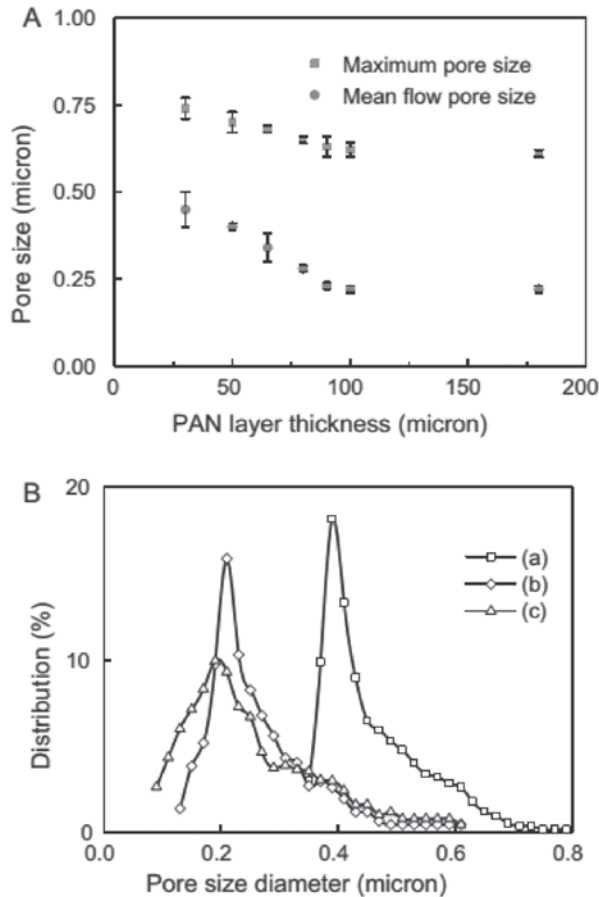 A
1.00
0.75
0.50
0.25
0.00
Pore size (micron)
Maximum pore size
Mean flow pore size
0
50
100
150
200
PAN layer thickness (micron)
B
20
10
0
Distribution (%)
(a)
(b)
(c)
0.0
0.2
0.4
0.6
0.8
Pore size diameter (micron)